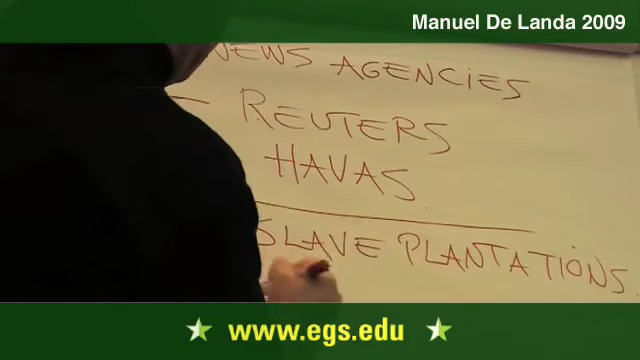 Manuel De Landa 2009
NEWS AGENCIES
REUTERS
HAVAS
SLAVE PLANTATIONS
www.egs.edu